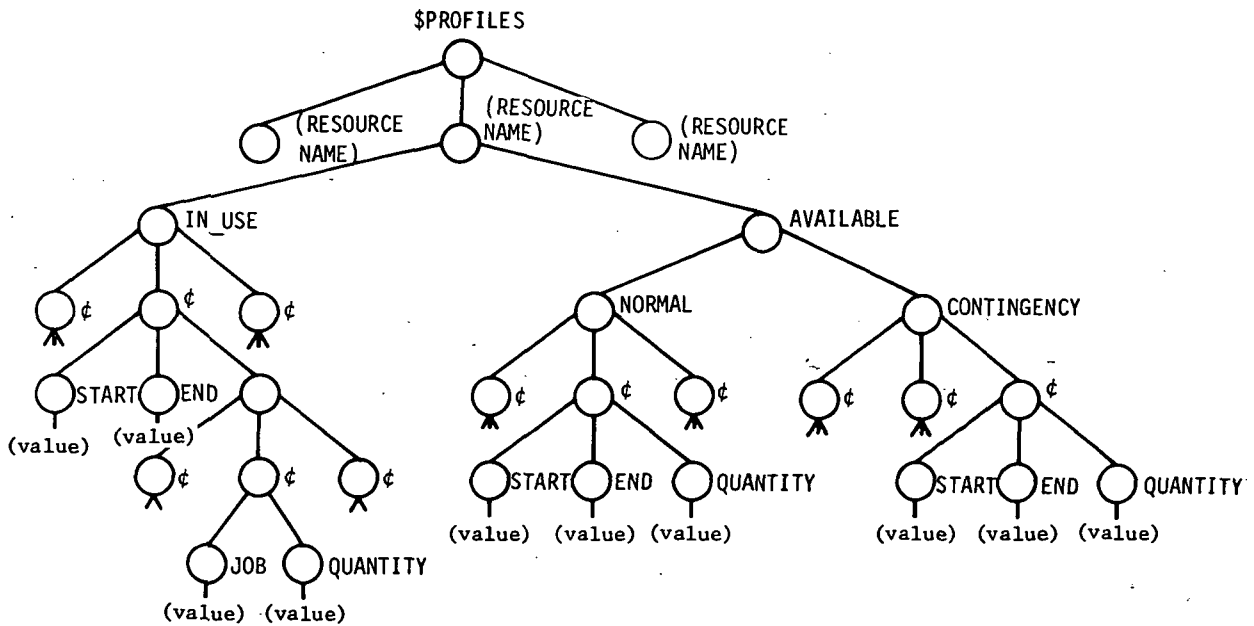 $PROFILES
(RESOURCE NAME)
(RESOURCE NAME)
(RESOURCE NAME)
IN_USE
AVAILABLE
¢ ¢ ¢
NORMAL
CONTINGENCY
START END
¢ ¢ ¢
¢ ¢ ¢
(value) (value)
¢ ¢ ¢
START END QUANTITY
START END QUANTITY
(value) (value) (value)
(value) (value) (value)
JOB QUANTITY
(value) (value)